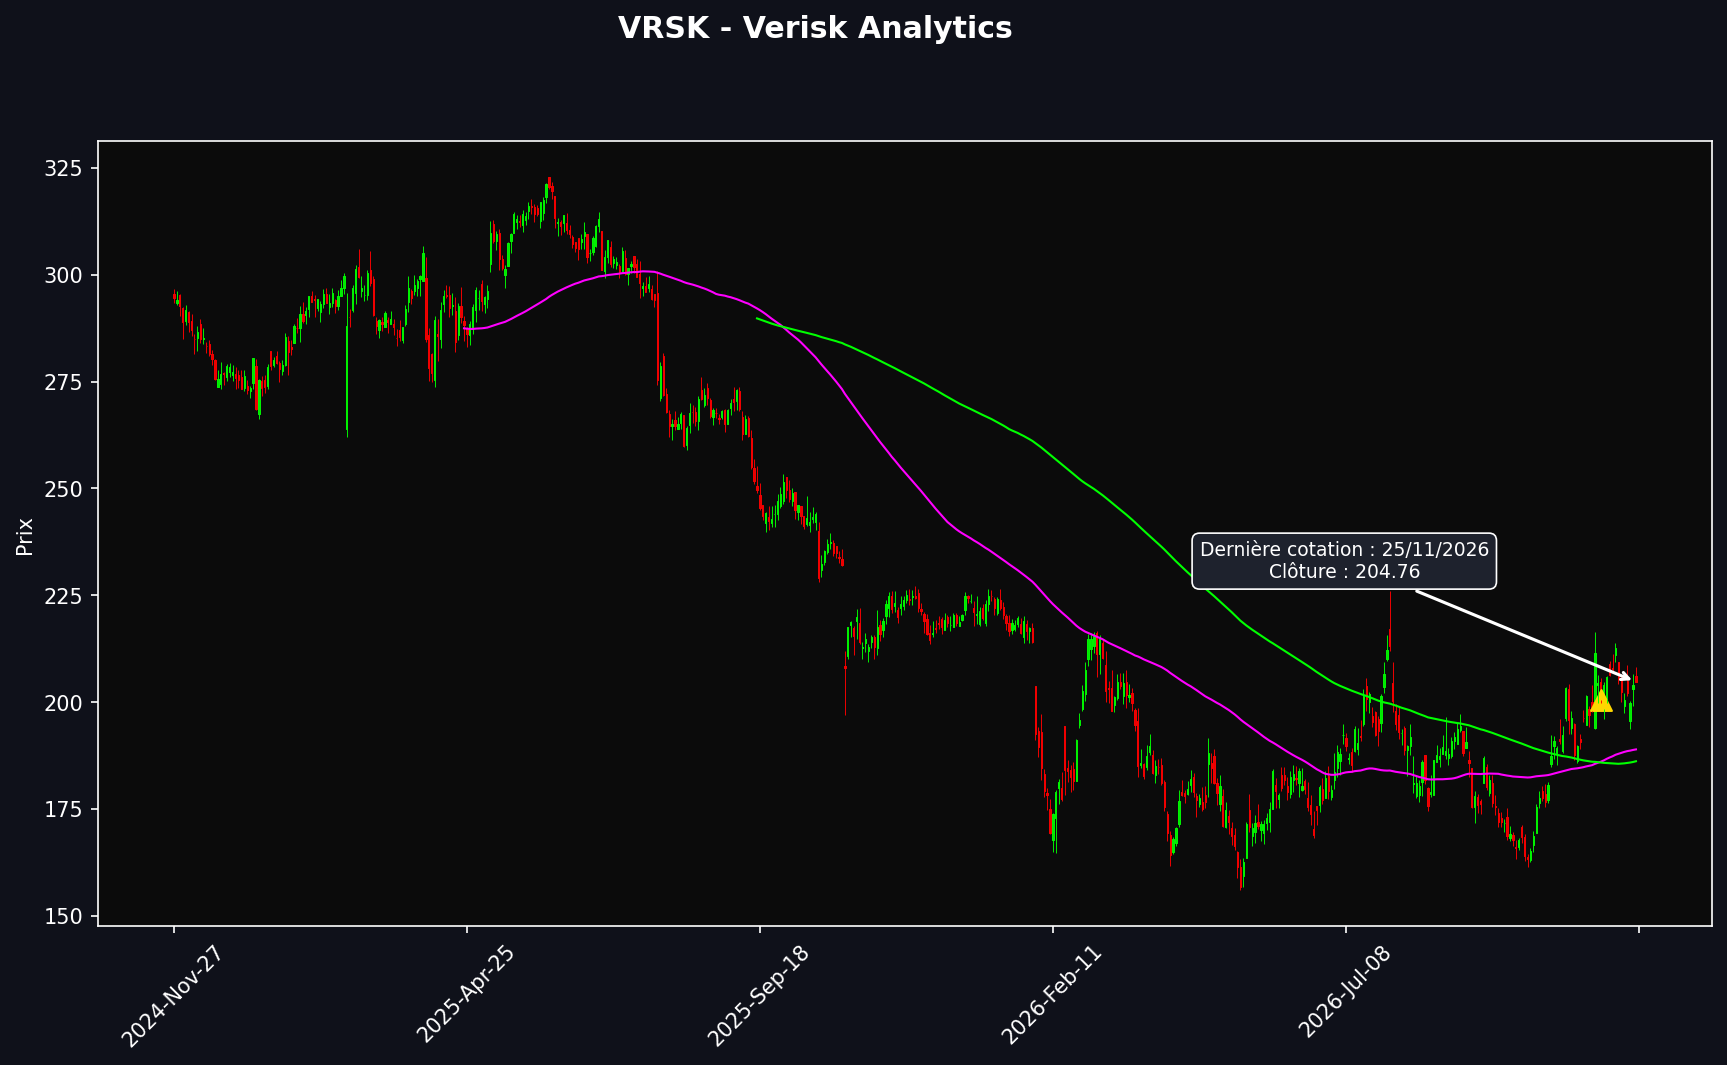 VRSK - Verisk Analytics
Prix
325
300
275
250
225
200
175
150
Dernière cotation : 25/11/2026
Clôture : 204.76
2024-Nov-27
2025-Apr-25
2025-Sep-18
2026-Feb-11
2026-Jul-08